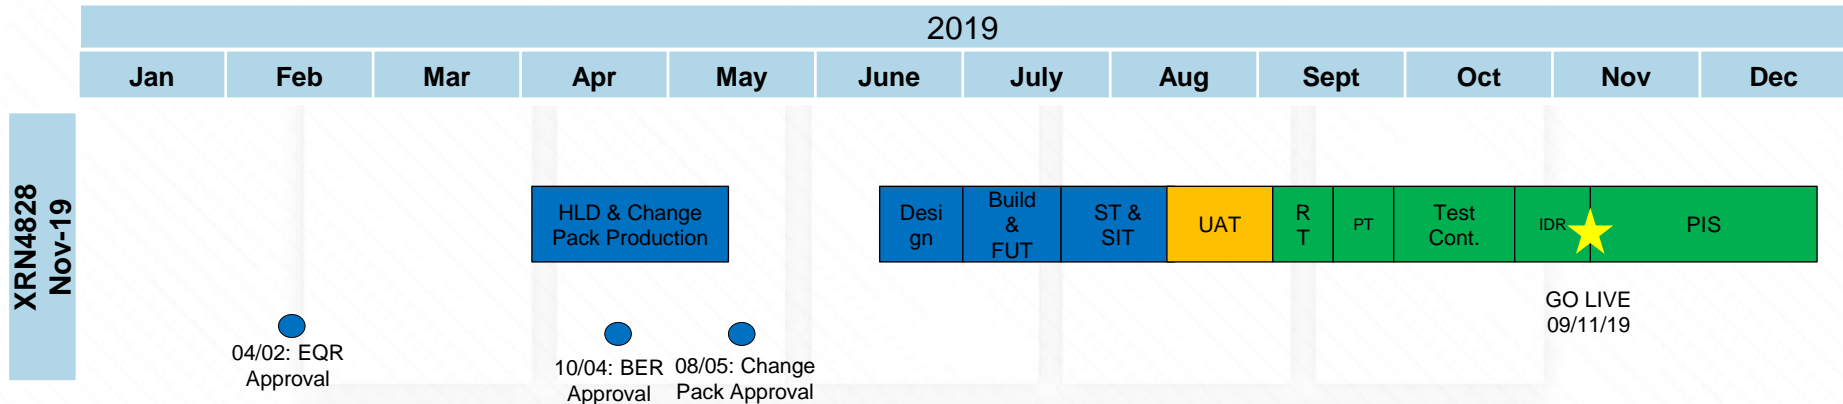 2019
Jan Feb Mar Apr May June July Aug Sept Oct Nov Dec
XRN4828
Nov-19
HLD & Change
Pack Production
Desi
gn
Build
&
FUT
ST &
SIT
UAT
R
T
PT
Test
Cont.
IDR
PIS
GO LIVE
09/11/19
04/02: EQR
Approval
10/04: BER
Approval
08/05: Change
Pack Approval